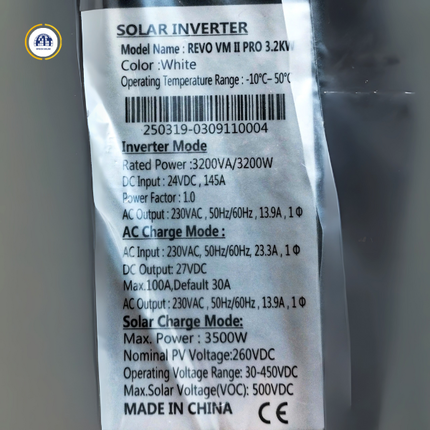 SOLAR INVERTER
Model Name : REVO VM II PRO 3.2KW
Color :White
Operating Temperature Range : -10℃~ 50℃
250319-0309110004
Inverter Mode
Rated Power :3200VA/3200W
DC Input : 24VDC , 145A
Power Factor : 1.0
AC Output : 230VAC , 50Hz/60Hz , 13.9A , 1 Φ
AC Charge Mode :
AC Input : 230VAC, 50Hz/60Hz, 23.3A , 1 Φ
DC Output: 27VDC
Max.100A,Default 30A
AC Output : 230VAC , 50Hz/60Hz , 13.9A , 1 Φ
Solar Charge Mode:
Max. Power : 3500W
Nominal PV Voltage:260VDC
Operating Voltage Range: 30-450VDC
Max.Solar Voltage(VOC): 500VDC
MADE IN CHINA CE